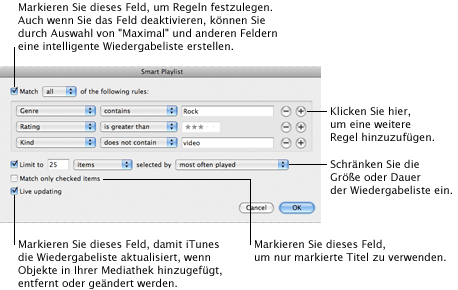 Markieren Sie dieses Feld, um Regeln festzulegen.
Auch wenn Sie das Feld deaktivieren, können Sie
durch Auswahl von "Maximal" und anderen Feldern
eine intelligente Wiedergabeliste erstellen.
Smart Playlist
Match all of the following rules:
Genre contains Rock
Rating is greater than ★★★
Kind does not contain video
Klicken Sie hier,
um eine weitere
Regel hinzuzufügen.
Limit to 25 items selected by most often played
Match only checked items
Live updating
Schränken Sie die
Größe oder Dauer
der Wiedergabeliste ein.
Cancel OK
Markieren Sie dieses Feld, damit iTunes
die Wiedergabeliste aktualisiert, wenn
Objekte in Ihrer Mediathek hinzugefügt,
entfernt oder geändert werden.
Markieren Sie dieses Feld,
um nur markierte Titel zu verwenden.